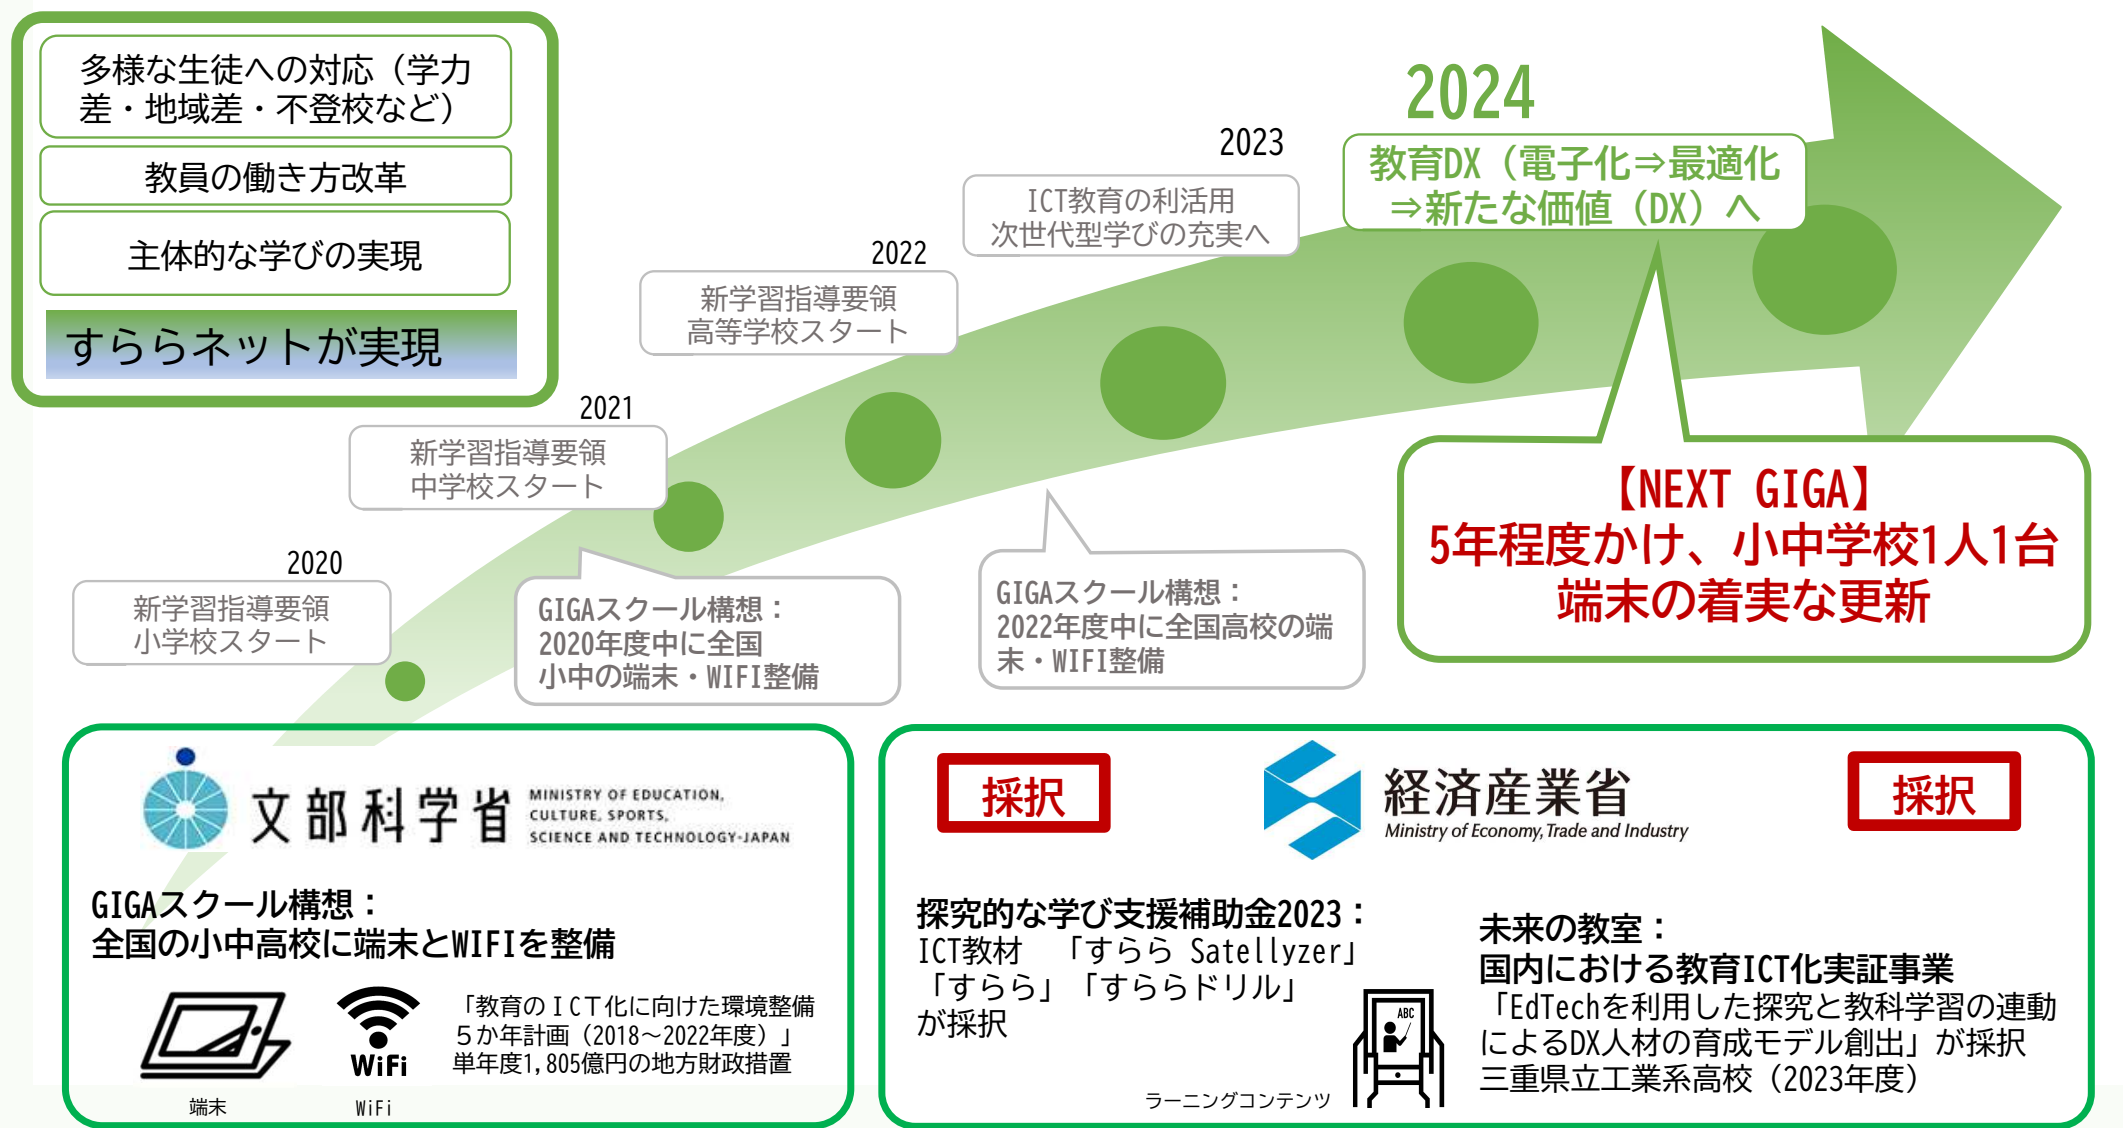 多様な生徒への対応（学力
差・地域差・不登校など）
教員の働き方改革
主体的な学びの実現
すららネットが実現
2020
新学習指導要領
小学校スタート
2021
新学習指導要領
中学校スタート
2022
新学習指導要領
高等学校スタート
2023
ICT教育の利活用
次世代型学びの充実へ
2024
教育DX（電子化⇒最適化
⇒新たな価値（DX）へ
GIGAスクール構想：
2020年度中に全国
小中の端末・WIFI整備
GIGAスクール構想：
2022年度中に全国高校の端
末・WIFI整備
【NEXT GIGA】
5年程度かけ、小中学校1人1台
端末の着実な更新
文部科学省
MINISTRY OF EDUCATION,
CULTURE, SPORTS,
SCIENCE AND TECHNOLOGY-JAPAN
GIGAスクール構想：
全国の小中高校に端末とWIFIを整備
WiFi
「教育のＩＣＴ化に向けた環境整備
５か年計画（2018～2022年度）」
単年度1,805億円の地方財政措置
端末
WiFi
採択
経済産業省
Ministry of Economy, Trade and Industry
採択
探究的な学び支援補助金2023：
ICT教材　「すらら Satellyzer」
「すらら」「すららドリル」
が採択
ABC
ラーニングコンテンツ
未来の教室：
国内における教育ICT化実証事業
「EdTechを利用した探究と教科学習の連動
によるDX人材の育成モデル創出」が採択
三重県立工業系高校（2023年度）